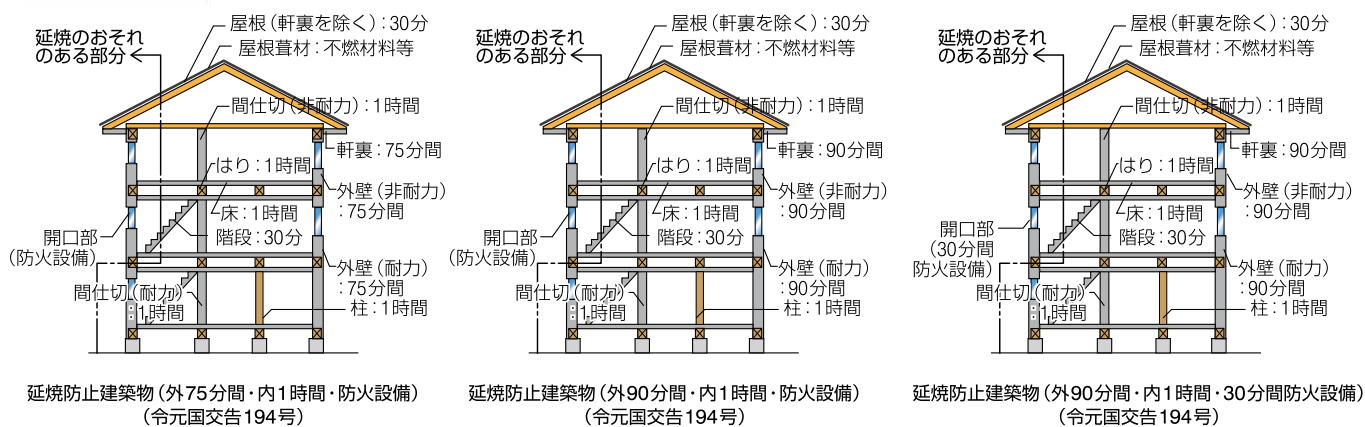 屋根（軒裏を除く）：30分
屋根葺材：不燃材料等
延焼のおそれ
のある部分
間仕切（非耐力）：1時間
軒裏：75分間
はり：1時間
外壁（非耐力）
：75分間
床：1時間
階段：30分
開口部
（防火設備）
外壁（耐力）
：75分間
間仕切（耐力）
：1時間
柱：1時間
延焼防止建築物（外75分間・内1時間・防火設備）
（令元国交告194号）
屋根（軒裏を除く）：30分
屋根葺材：不燃材料等
延焼のおそれ
のある部分
間仕切（非耐力）：1時間
軒裏：90分間
はり：1時間
外壁（非耐力）
：90分間
床：1時間
階段：30分
開口部
（防火設備）
外壁（耐力）
：90分間
間仕切（耐力）
：1時間
柱：1時間
延焼防止建築物（外90分間・内1時間・防火設備）
（令元国交告194号）
屋根（軒裏を除く）：30分
屋根葺材：不燃材料等
延焼のおそれ
のある部分
間仕切（非耐力）：1時間
軒裏：90分間
はり：1時間
外壁（非耐力）
：90分間
床：1時間
階段：30分
開口部
（30分間
防火設備）
外壁（耐力）
：90分間
間仕切（耐力）
：1時間
柱：1時間
延焼防止建築物（外90分間・内1時間・30分間防火設備）
（令元国交告194号）